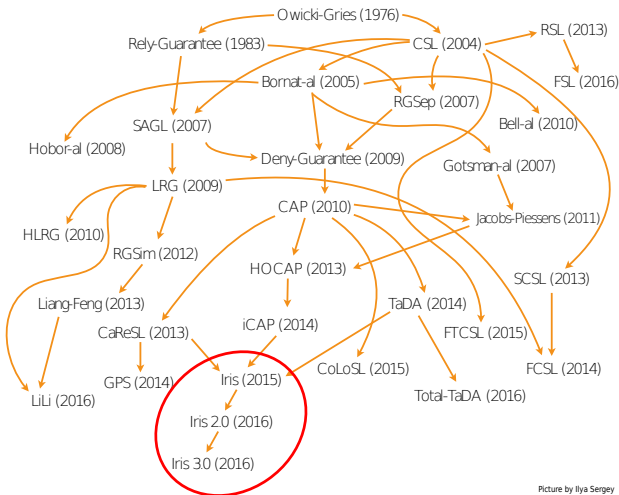 Owicki-Gries (1976)
RSL (2013)
Rely-Guarantee (1983)
CSL (2004)
Bornat-al (2005)
FSL (2016)
RGSep (2007)
SAGL (2007)
Bell-al (2010)
Hobor-al (2008)
Deny-Guarantee (2009)
Gotsman-al (2007)
LRG (2009)
CAP (2010)
Jacobs-Piessens (2011)
HLRG (2010)
RGSim (2012)
HOCAP (2013)
SCSL (2013)
Liang-Feng (2013)
TaDA (2014)
CaReSL (2013)
iCAP (2014)
FTCSL (2015)
GPS (2014)
Iris (2015)
CoLoSL (2015)
FCSL (2014)
LiLi (2016)
Total-TaDA (2016)
Iris 2.0 (2016)
Iris 3.0 (2016)
Picture by Ilya Sergey